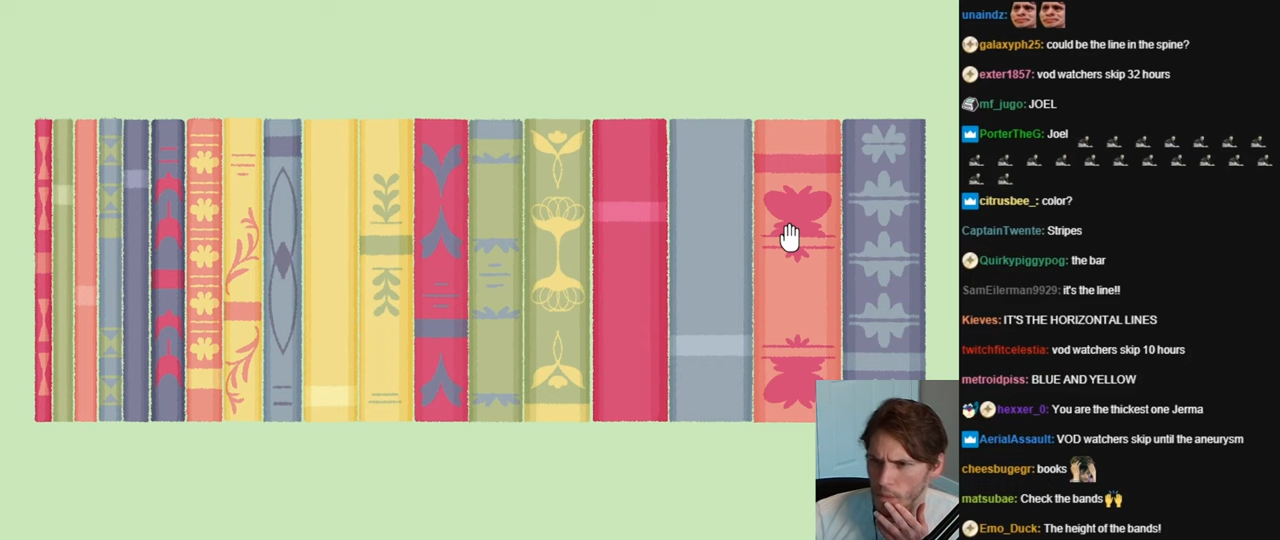 unaindz:
galaxyph25: could be the line in the spine?
exter1857: vod watchers skip 32 hours
mf_jugo: JOEL
PorterTheG: Joel
citrusbee_: color?
CaptainTwente: Stripes
Quirkypiggypog: the bar
SamEilerman9929: it's the line!!
Kieves: IT'S THE HORIZONTAL LINES
twitchfitcelestia: vod watchers skip 10 hours
metroidpiss: BLUE AND YELLOW
hexxer_0: You are the thickest one Jerma
AerialAssault: VOD watchers skip until the aneurysm
cheesbugegr: books
matsubae: Check the bands
Emo_Duck: The height of the bands!